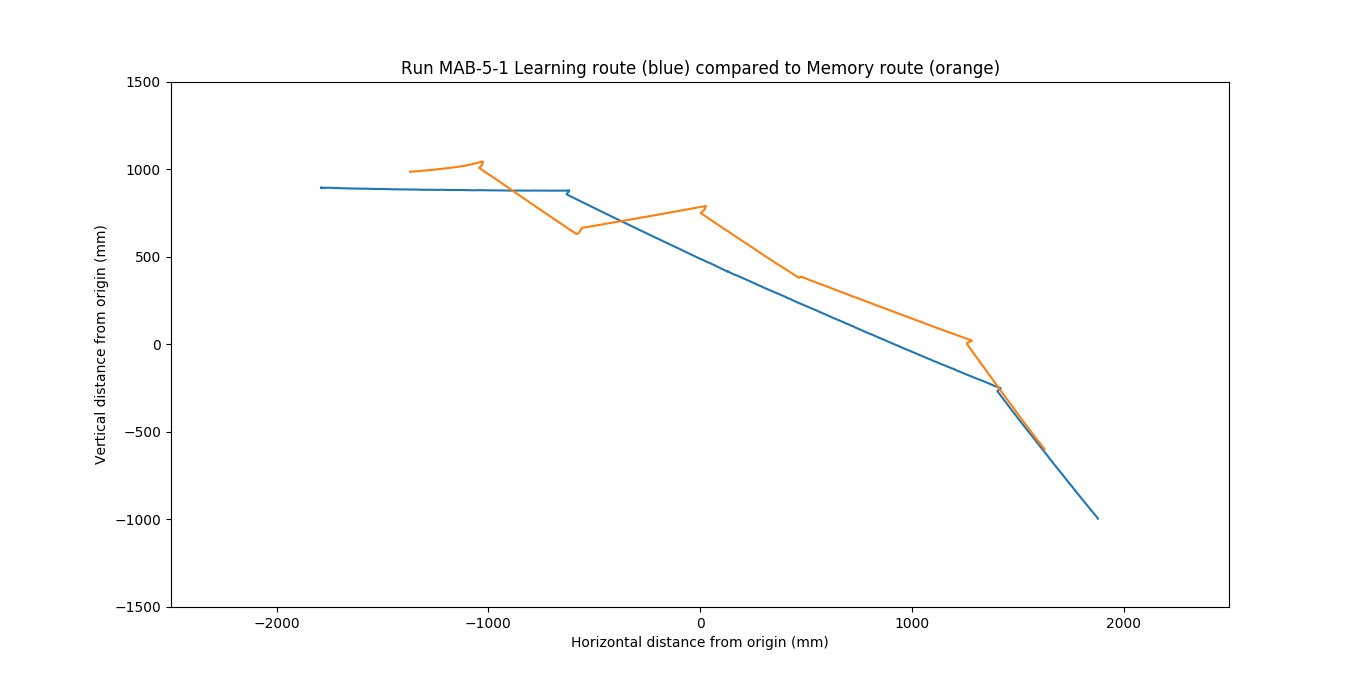 Run MAB-5-1 Learning route (blue) compared to Memory route (orange)
1500
1000
500
0
−500
−1000
−1500
Vertical distance from origin (mm)
−2000 −1000 0 1000 2000
Horizontal distance from origin (mm)